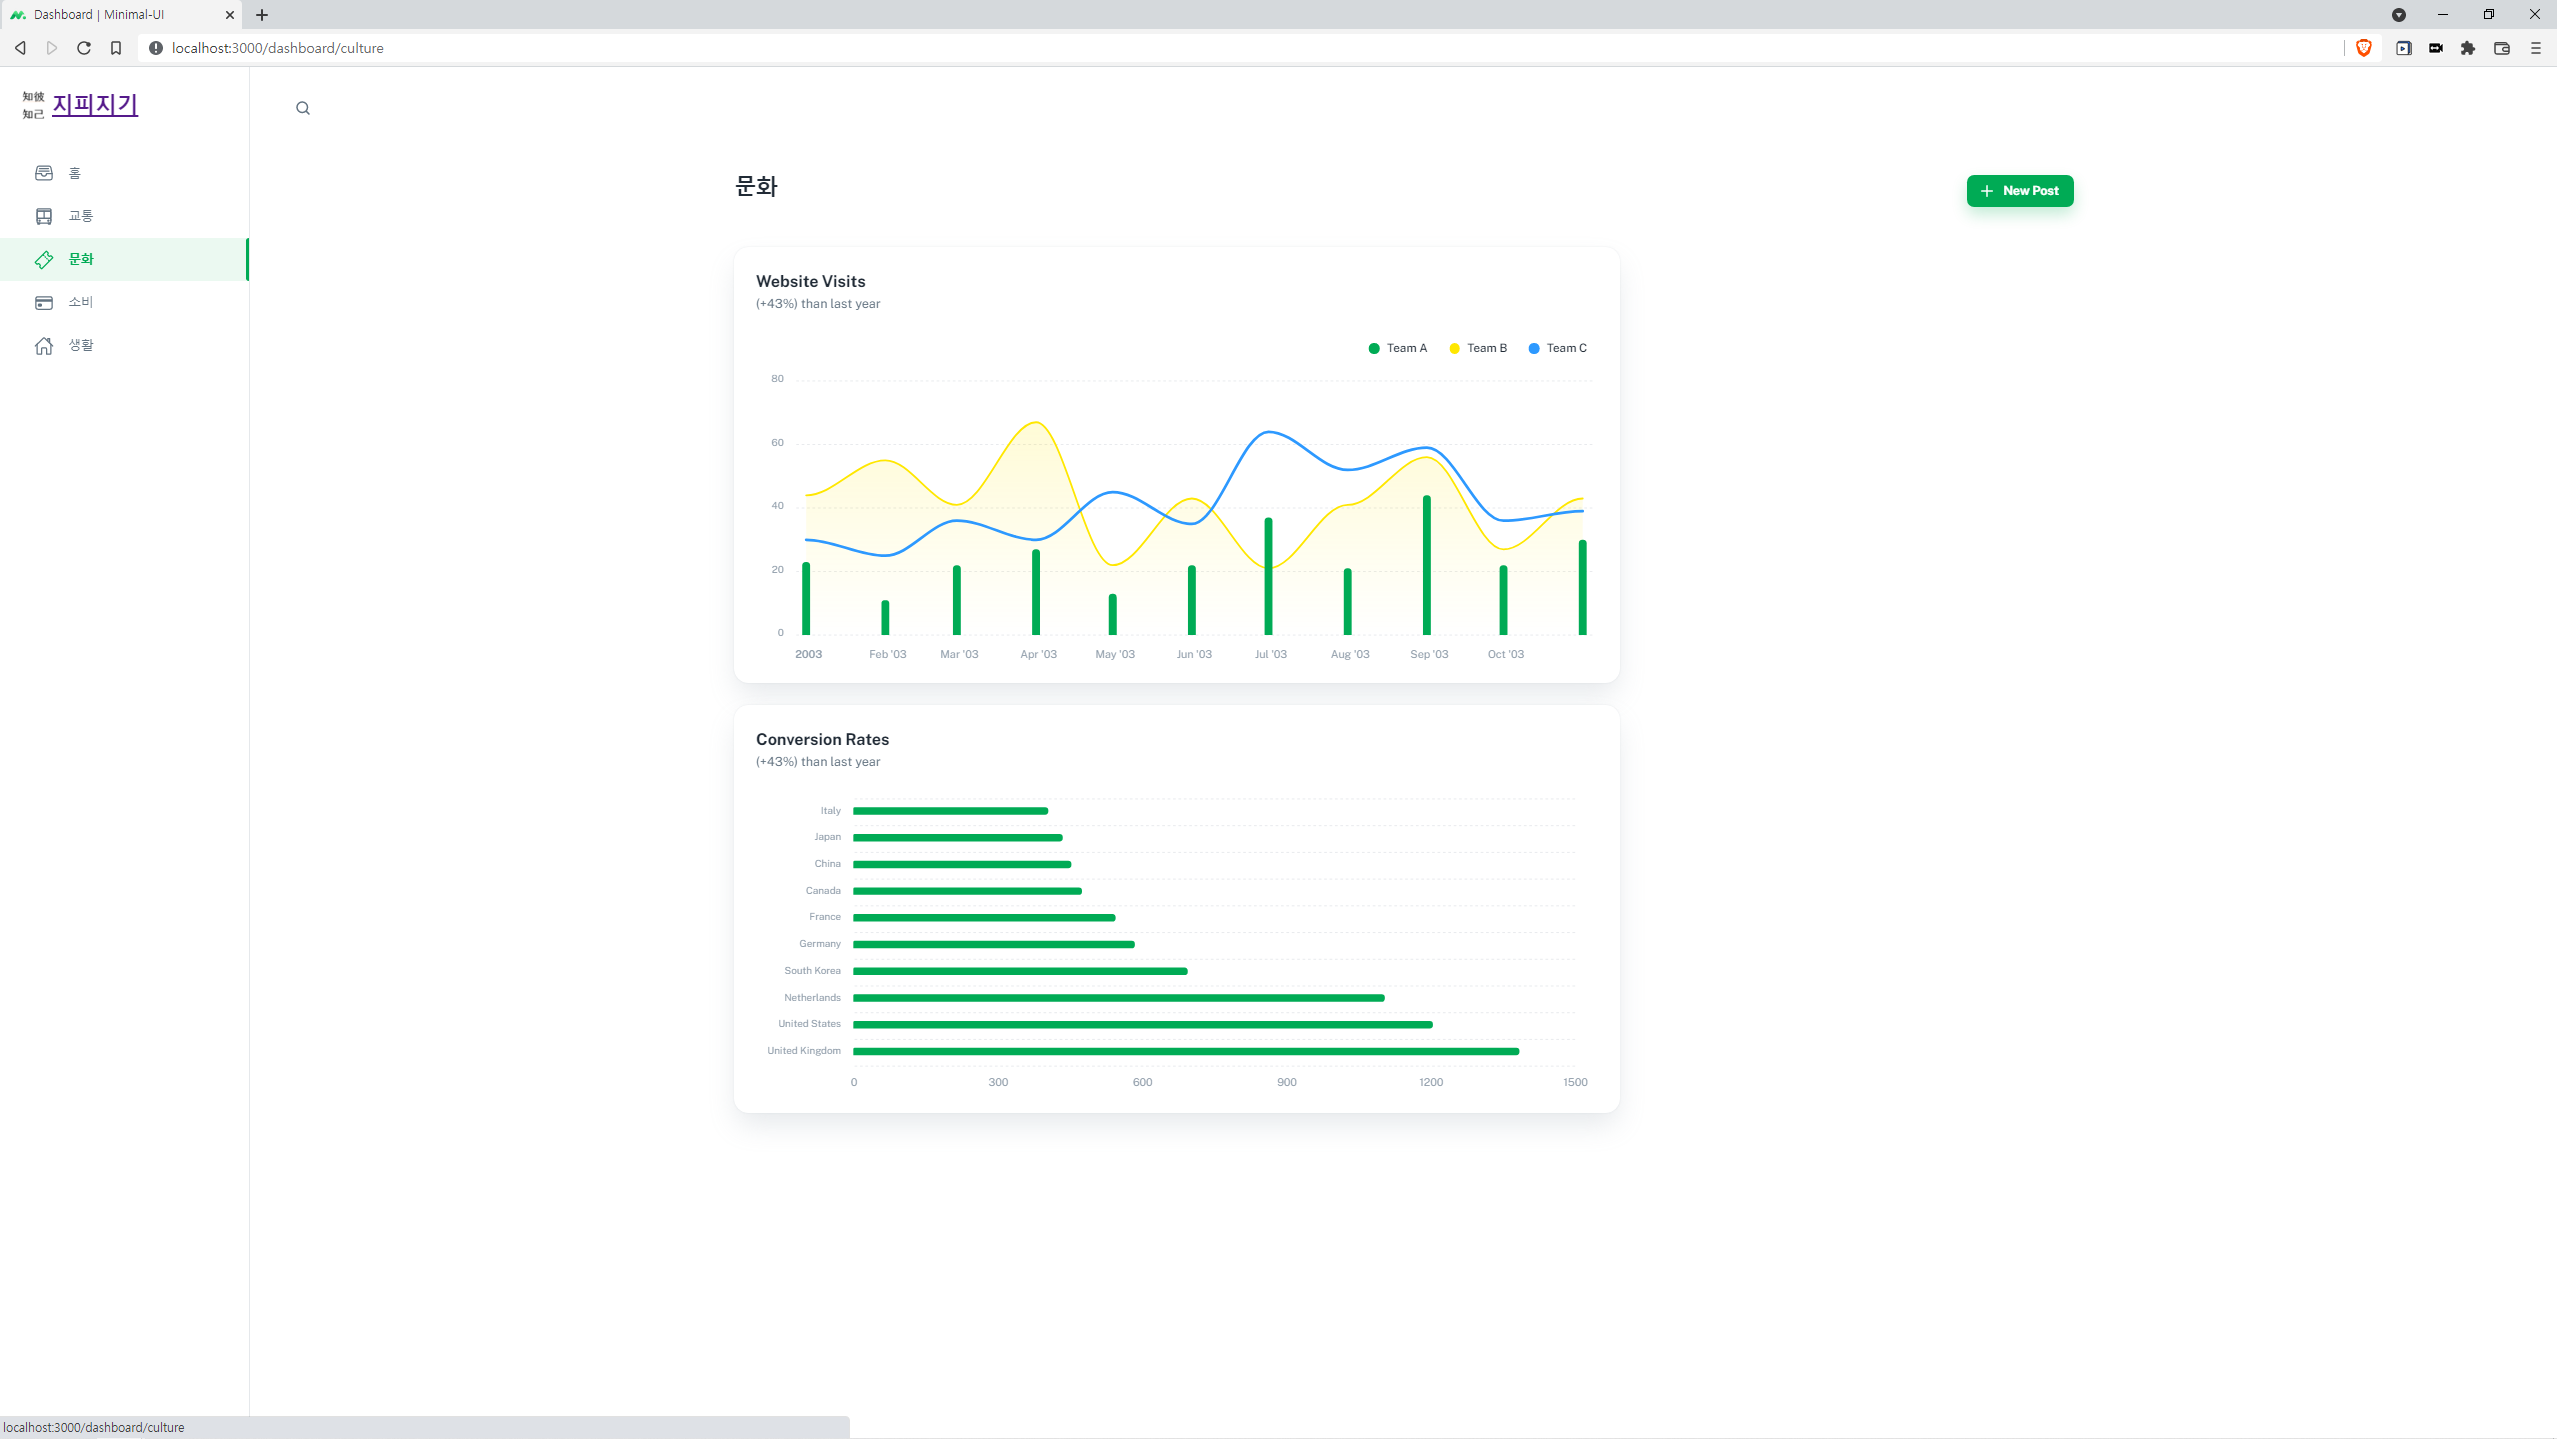 Dashboard | Minimal-UI
localhost:3000/dashboard/culture
知彼
知己
지피지기
홈
교통
문화
소비
생활
문화
New Post
Website Visits
(+43%) than last year
Team A Team B Team C
80
60
40
20
0
2003 Feb '03 Mar '03 Apr '03 May '03 Jun '03 Jul '03 Aug '03 Sep '03 Oct '03
Conversion Rates
(+43%) than last year
Italy
Japan
China
Canada
France
Germany
South Korea
Netherlands
United States
United Kingdom
0 300 600 900 1200 1500
localhost:3000/dashboard/culture